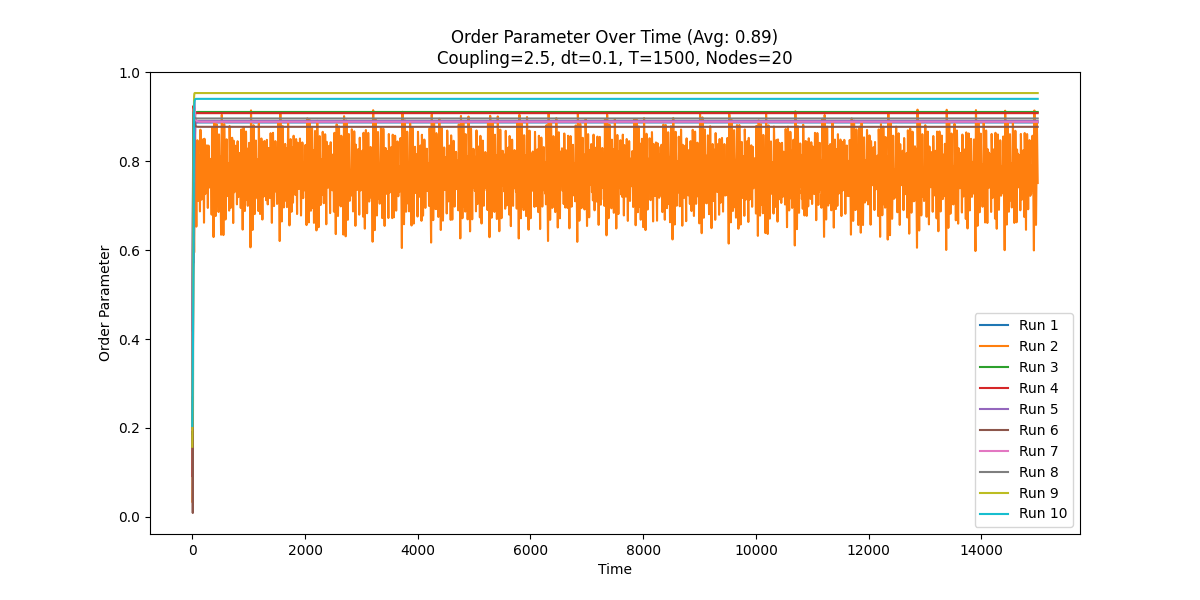 Order Parameter Over Time (Avg: 0.89)
Coupling=2.5, dt=0.1, T=1500, Nodes=20
1.0
0.8
0.6
0.4
0.2
0.0
Order Parameter
0 2000 4000 6000 8000 10000 12000 14000
Time
Run 1
Run 2
Run 3
Run 4
Run 5
Run 6
Run 7
Run 8
Run 9
Run 10